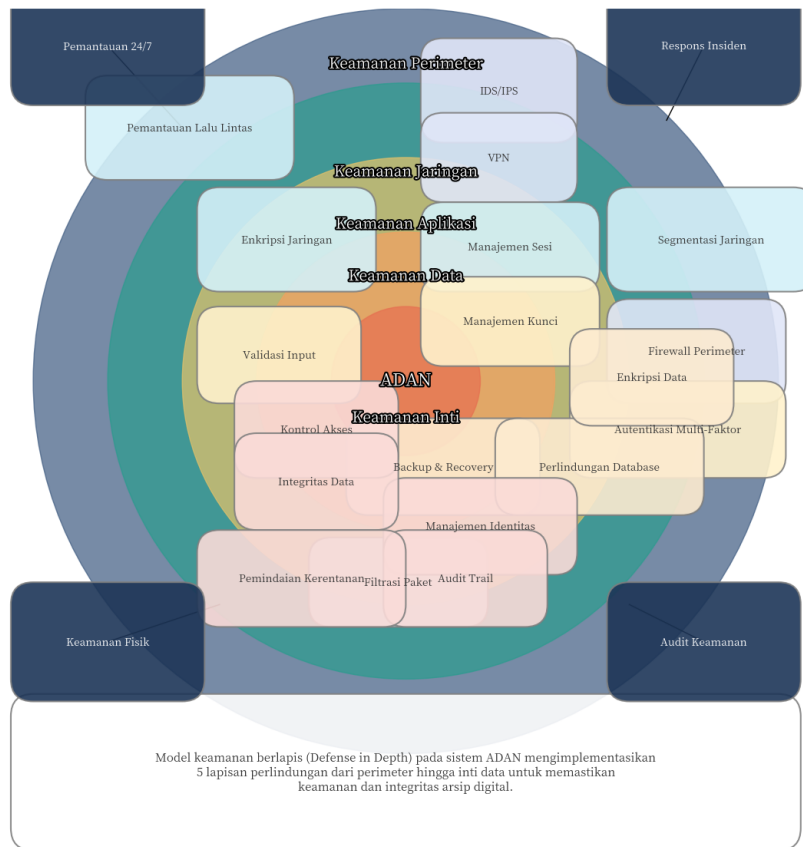 Pemantauan 24/7
Respons Insiden
Keamanan Perimeter
IDS/IPS
Pemantauan Lalu Lintas
VPN
Keamanan Jaringan
Keamanan Aplikasi
Enkripsi Jaringan
Manajemen Sesi
Segmentasi Jaringan
Keamanan Data
Manajemen Kunci
Validasi Input
Firewall Perimeter
ADAN
Enkripsi Data
Keamanan Inti
Kontrol Akses
Autentikasi Multi-Faktor
Backup & Recovery
Perlindungan Database
Integritas Data
Manajemen Identitas
Pemindaian Kerentanan
Filtrasi Paket
Audit Trail
Keamanan Fisik
Audit Keamanan
Model keamanan berlapis (Defense in Depth) pada sistem ADAN mengimplementasikan
5 lapisan perlindungan dari perimeter hingga inti data untuk memastikan
keamanan dan integritas arsip digital.